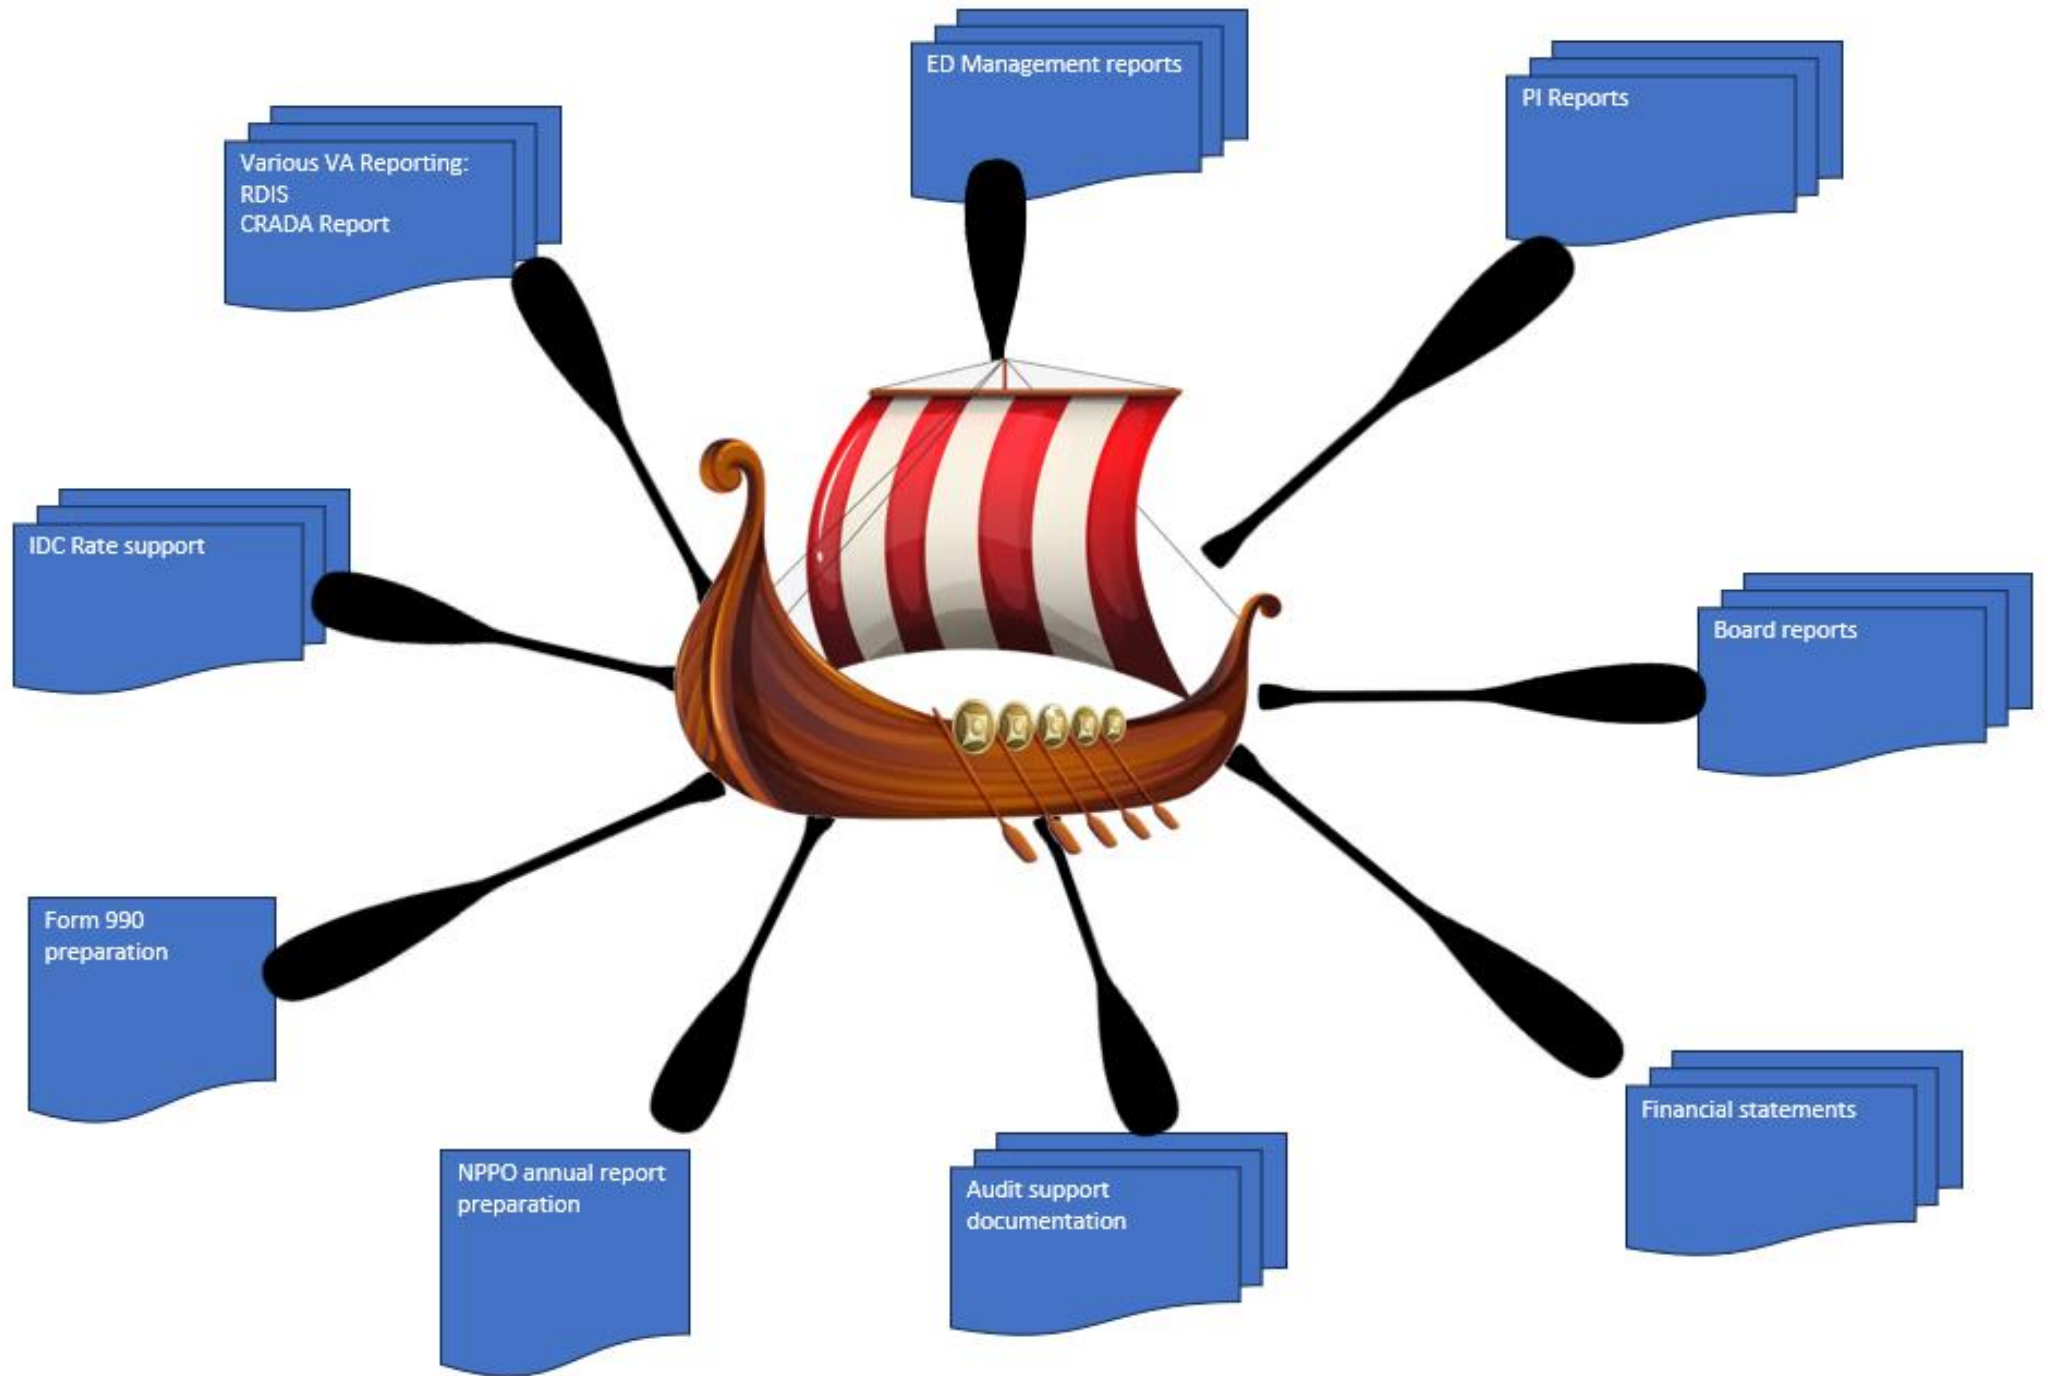 ED Management reports
PI Reports
Various VA Reporting:
RDIS
CRADA Report
IDC Rate support
Board reports
Form 990
preparation
Financial statements
NPPO annual report
preparation
Audit support
documentation